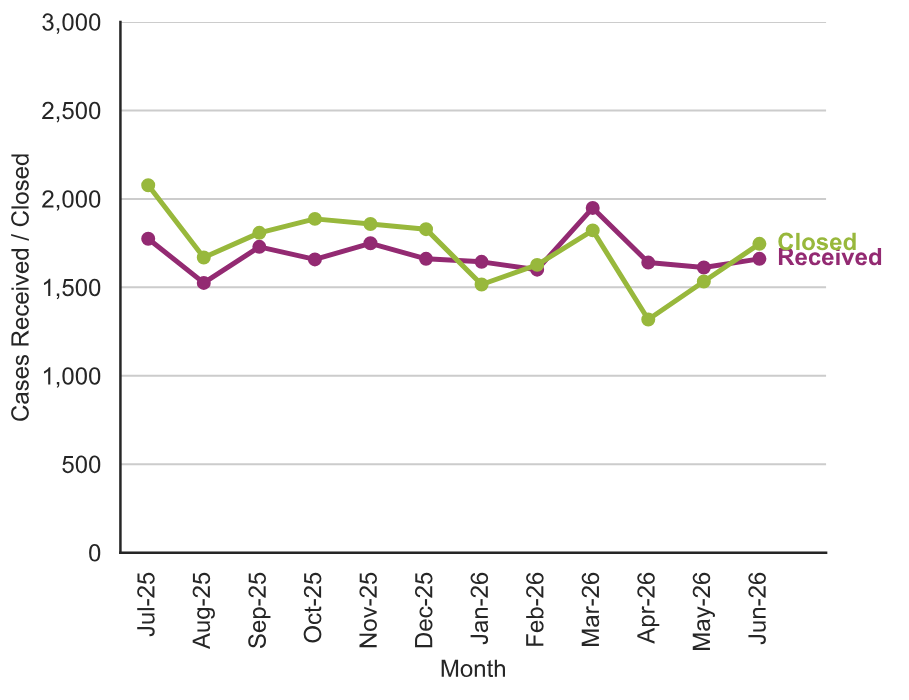 3,000
2,500
2,000
1,500
1,000
500
0
Cases Received / Closed
Closed
Received
Jul-25
Aug-25
Sep-25
Oct-25
Nov-25
Dec-25
Jan-26
Feb-26
Mar-26
Apr-26
May-26
Jun-26
Month